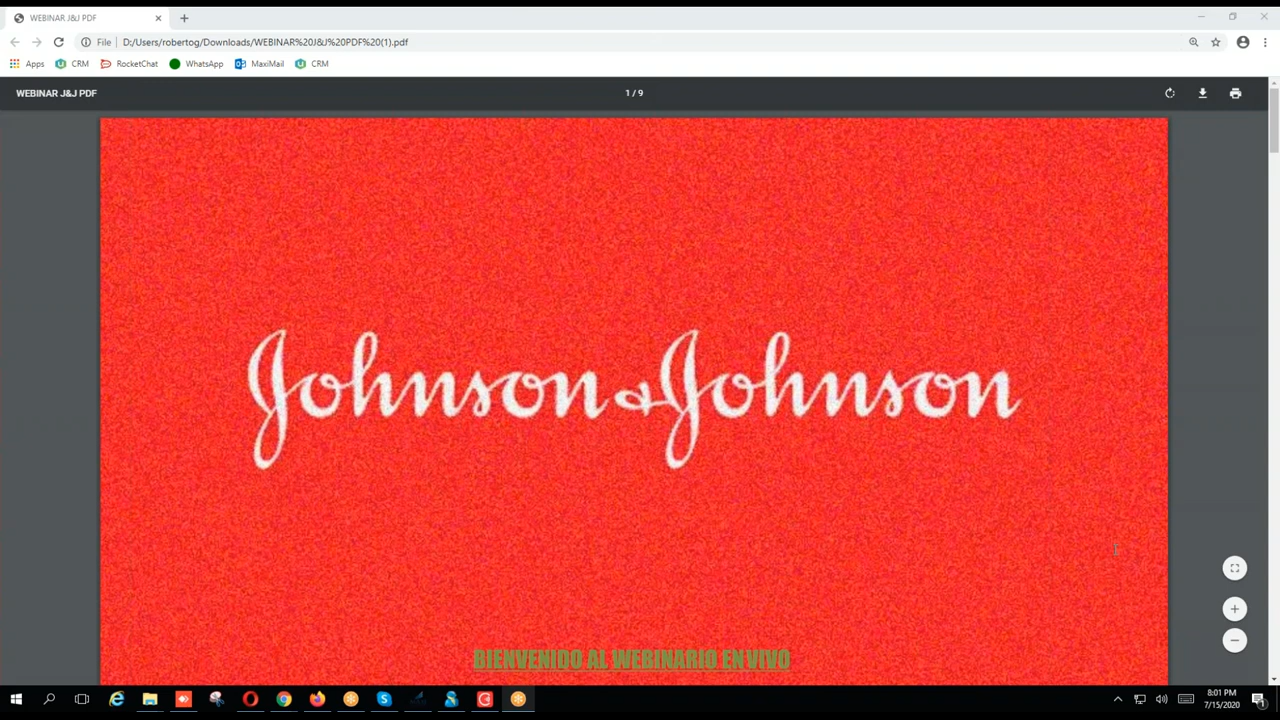 WEBINAR J&J PDF
File D:/Users/robertog/Downloads/WEBINAR%20J&J%20PDF%20(1).pdf
Apps CRM RocketChat WhatsApp MaxiMail CRM
WEBINAR J&J PDF 1 / 9
Johnson & Johnson
BIENVENIDO AL WEBINARIO EN VIVO
8:01 PM
7/15/2020